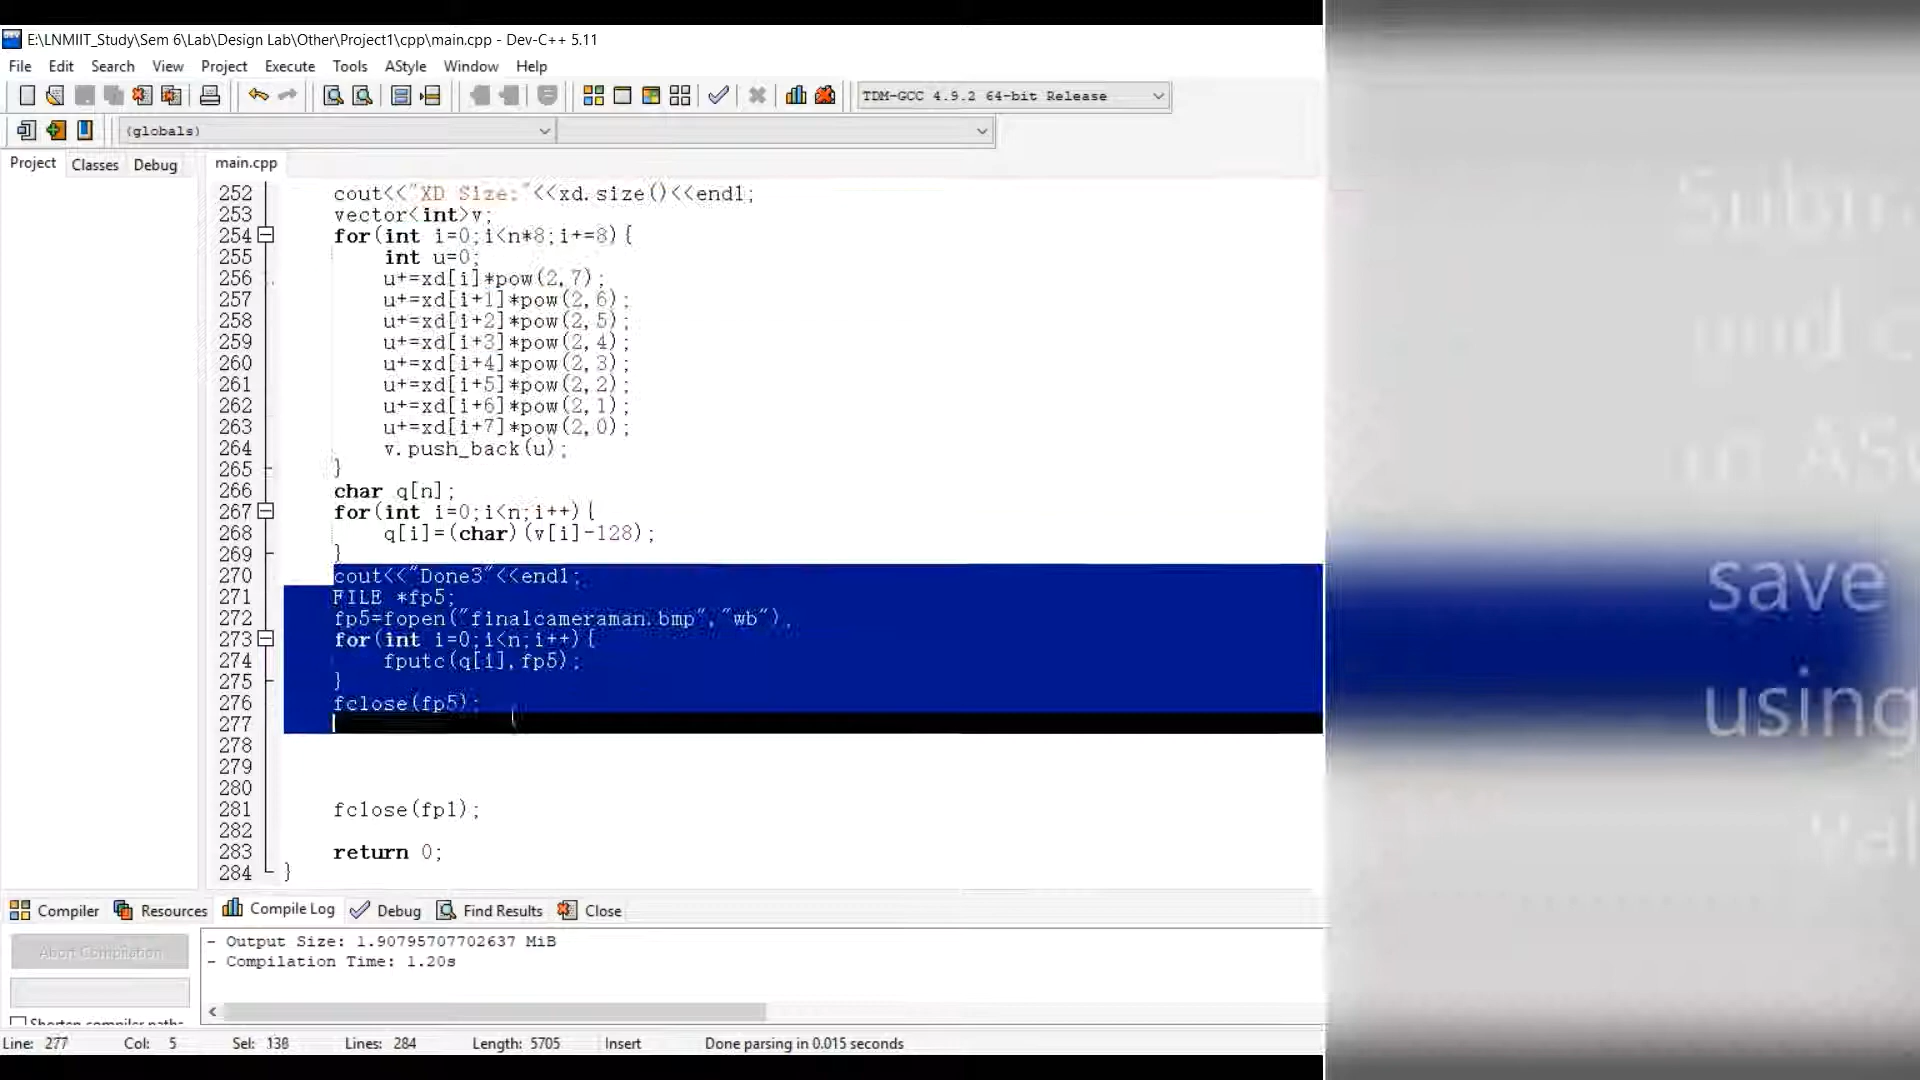 E:\LNMIIT_Study\Sem 6\Lab\Design Lab\Other\Project1\cpp\main.cpp - Dev-C++ 5.11
File Edit Search View Project Execute Tools AStyle Window Help
TDM-GCC 4.9.2 64-bit Release
(globals)
Project Classes Debug main.cpp
252 cout<<"XD Size:"<<xd.size()<<endl;
253 vector<int>v;
254 for(int i=0;i<n*8;i+=8){
255 int u=0;
256 u+=xd[i]*pow(2,7);
257 u+=xd[i+1]*pow(2,6);
258 u+=xd[i+2]*pow(2,5);
259 u+=xd[i+3]*pow(2,4);
260 u+=xd[i+4]*pow(2,3);
261 u+=xd[i+5]*pow(2,2);
262 u+=xd[i+6]*pow(2,1);
263 u+=xd[i+7]*pow(2,0);
264 v.push_back(u);
265 }
266 char q[n];
267 for(int i=0;i<n;i++){
268 q[i]=(char)(v[i]-128);
269 }
270 cout<<"Done3"<<endl;
271 FILE *fp5;
272 fp5=fopen("finalcameraman.bmp","wb");
273 for(int i=0;i<n;i++){
274 fputc(q[i],fp5);
275 }
276 fclose(fp5);
277
278
279
280
281 fclose(fp1);
282
283 return 0;
284 }
save
using
Compiler Resources Compile Log Debug Find Results Close
Abort Compilation
- Output Size: 1.90795707702637 MiB
- Compilation Time: 1.20s
Shorten compiler paths
Line: 277 Col: 5 Sel: 138 Lines: 284 Length: 5705 Insert Done parsing in 0.015 seconds